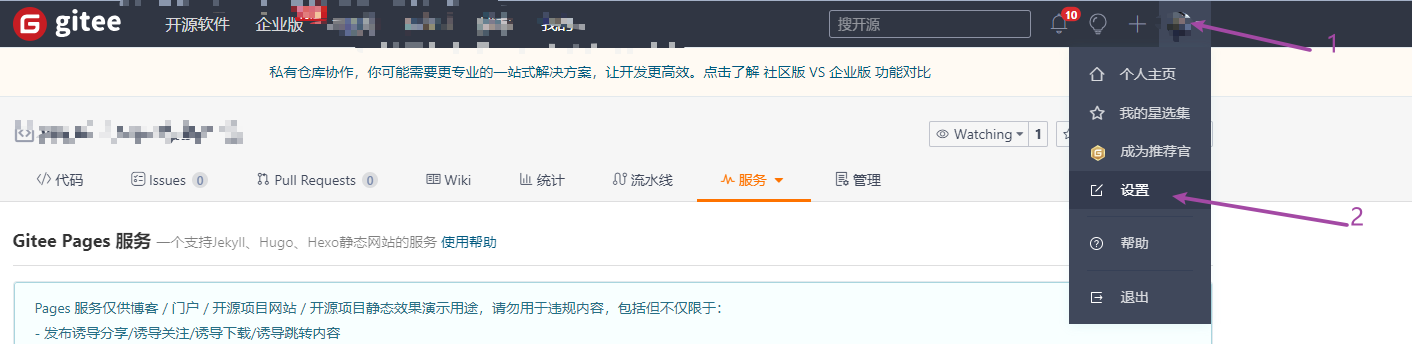 gitee 开源软件 企业版 我的 搜开源 10 1
私有仓库协作，你可能需要更专业的一站式解决方案，让开发更高效。点击了解 社区版 VS 企业版 功能对比
个人主页
我的星选集
Watching 1
成为推荐官
代码 Issues 0 Pull Requests 0 Wiki 统计 流水线 服务 管理
设置 2
Gitee Pages 服务 一个支持Jekyll、Hugo、Hexo静态网站的服务 使用帮助
帮助
退出
Pages 服务仅供博客 / 门户 / 开源项目网站 / 开源项目静态效果演示用途，请勿用于违规内容，包括但不仅限于：
- 发布诱导分享/诱导关注/诱导下载/诱导跳转内容